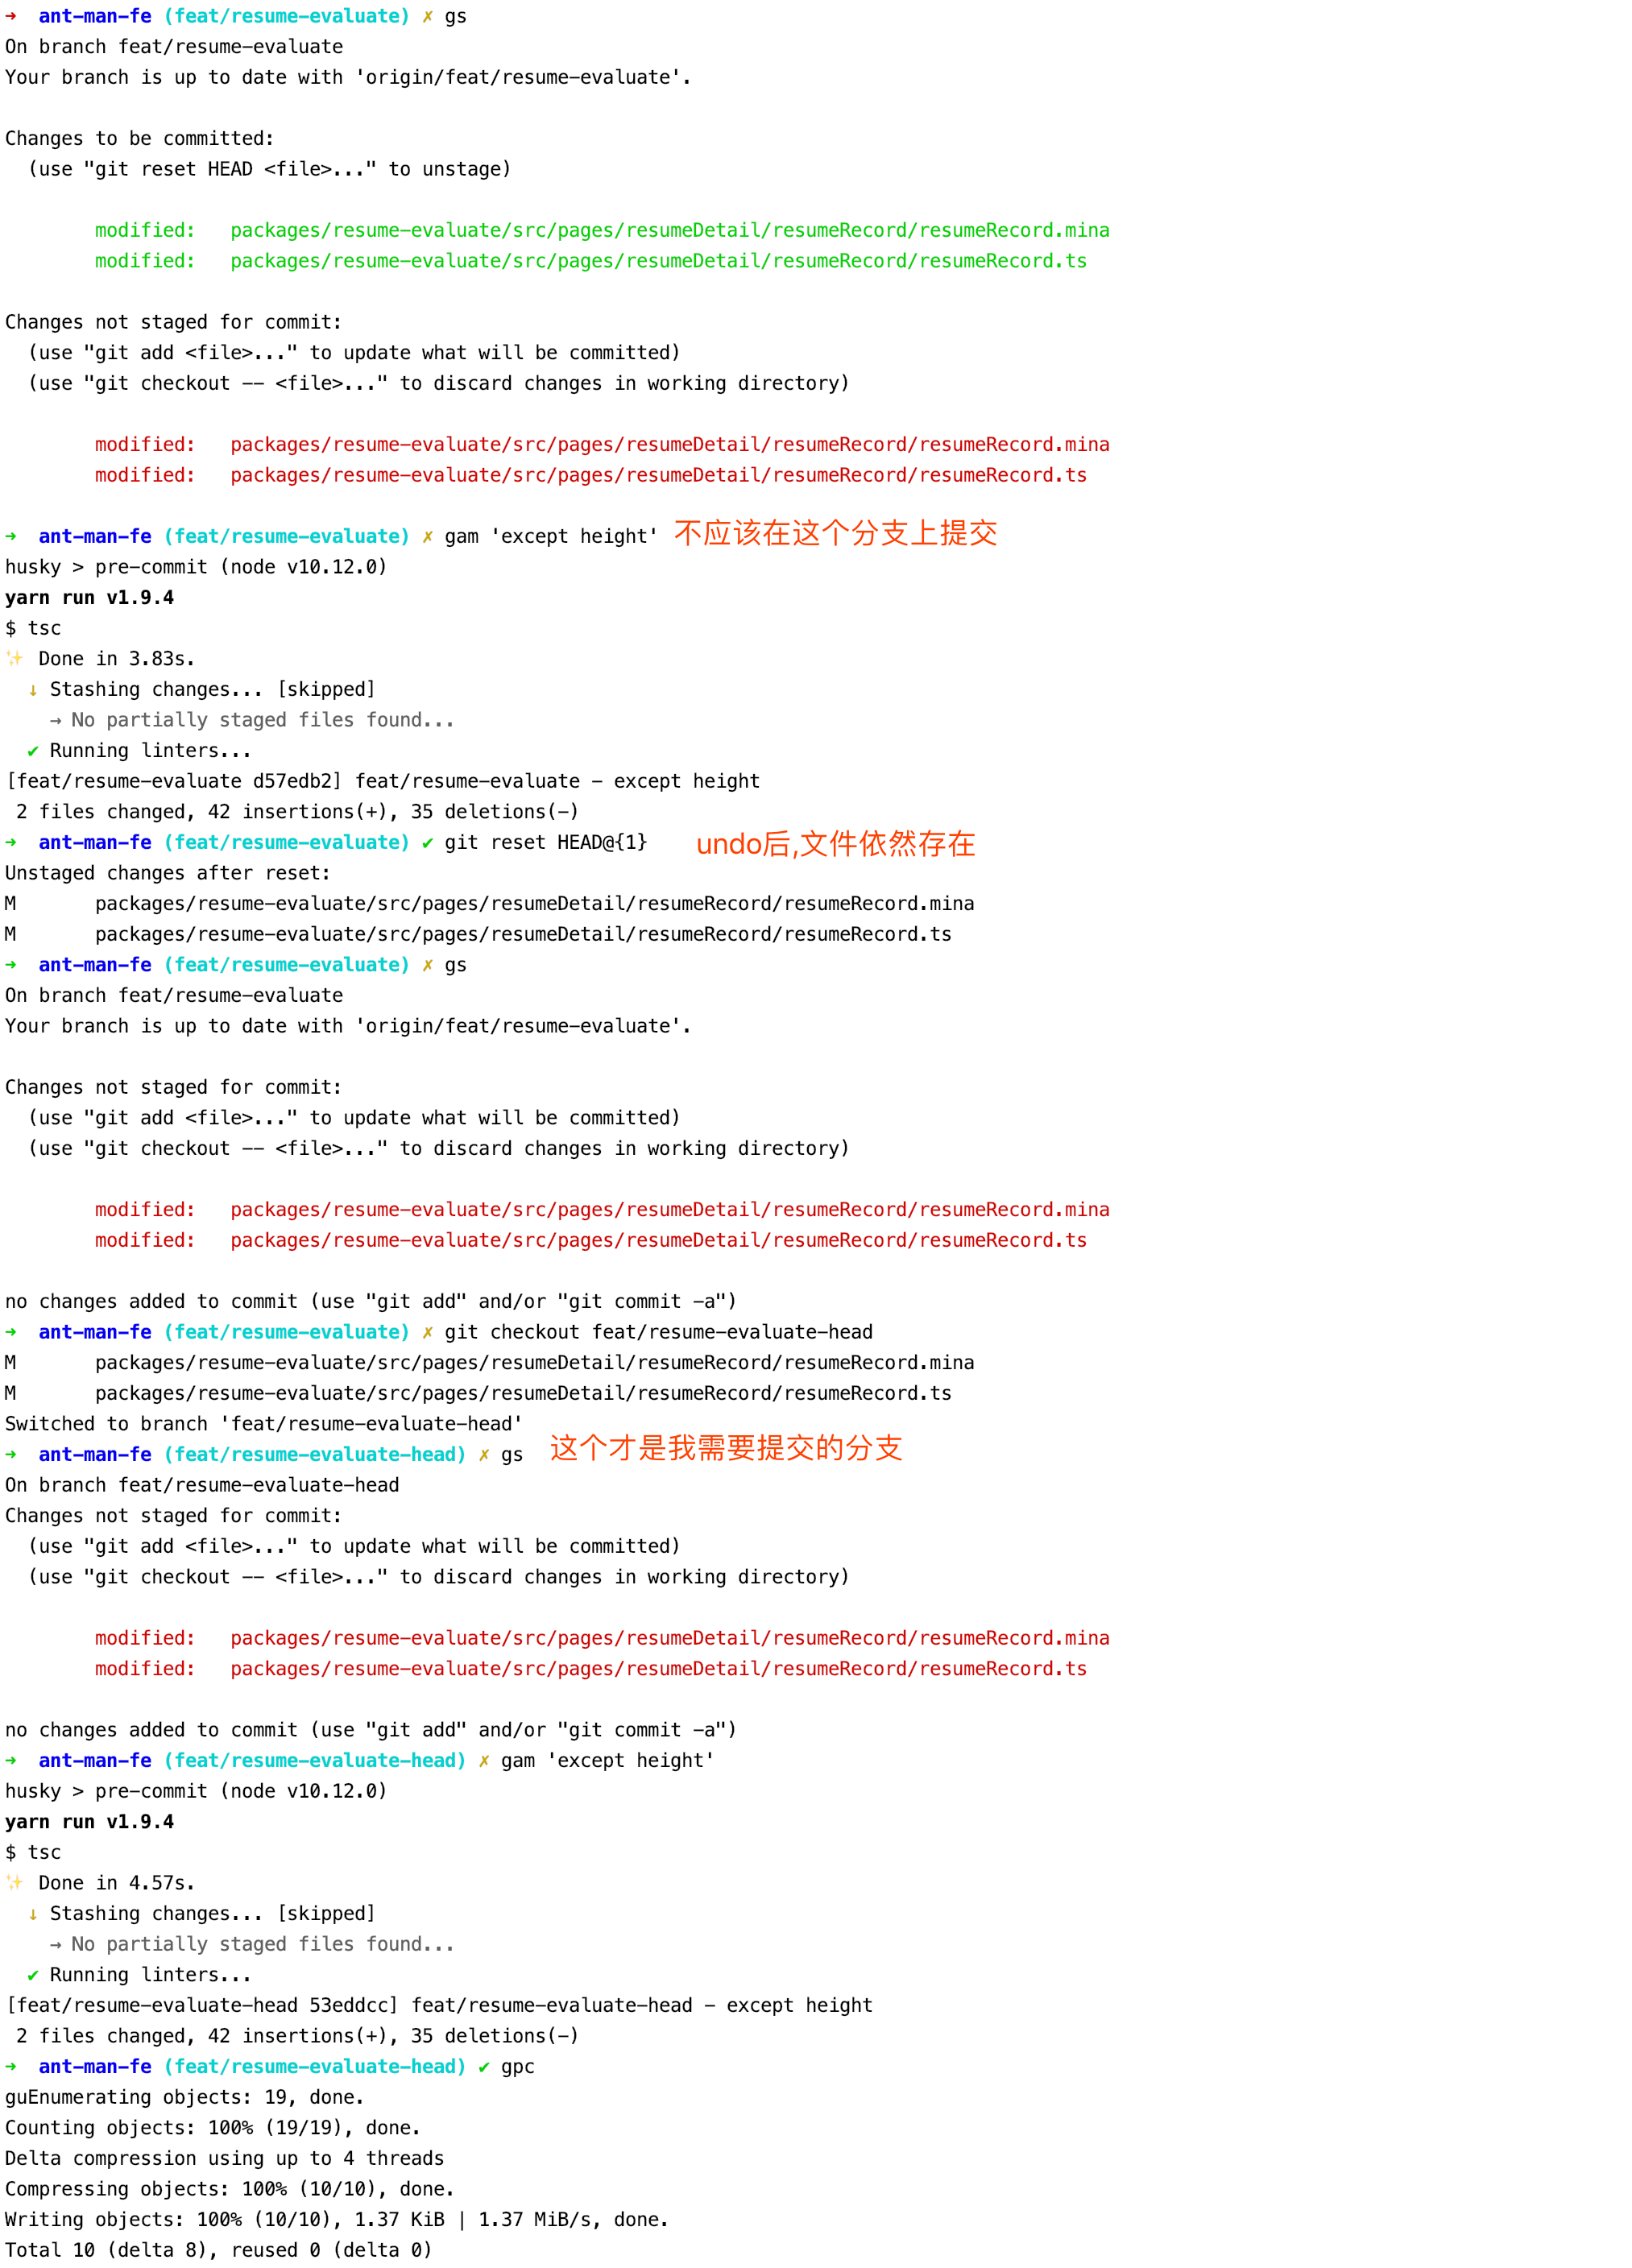 ➜  ant-man-fe (feat/resume-evaluate) ✗ gs
On branch feat/resume-evaluate
Your branch is up to date with 'origin/feat/resume-evaluate'.
Changes to be committed:
  (use "git reset HEAD <file>..." to unstage)
        modified:   packages/resume-evaluate/src/pages/resumeDetail/resumeRecord/resumeRecord.mina
        modified:   packages/resume-evaluate/src/pages/resumeDetail/resumeRecord/resumeRecord.ts
Changes not staged for commit:
  (use "git add <file>..." to update what will be committed)
  (use "git checkout -- <file>..." to discard changes in working directory)
        modified:   packages/resume-evaluate/src/pages/resumeDetail/resumeRecord/resumeRecord.mina
        modified:   packages/resume-evaluate/src/pages/resumeDetail/resumeRecord/resumeRecord.ts
➜  ant-man-fe (feat/resume-evaluate) ✗ gam 'except height' 不应该在这个分支上提交
husky > pre-commit (node v10.12.0)
yarn run v1.9.4
$ tsc
✨  Done in 3.83s.
  ↓ Stashing changes... [skipped]
    → No partially staged files found...
  ✔ Running linters...
[feat/resume-evaluate d57edb2] feat/resume-evaluate - except height
 2 files changed, 42 insertions(+), 35 deletions(-)
➜  ant-man-fe (feat/resume-evaluate) ✔ git reset HEAD@{1} undo后,文件依然存在
Unstaged changes after reset:
M       packages/resume-evaluate/src/pages/resumeDetail/resumeRecord/resumeRecord.mina
M       packages/resume-evaluate/src/pages/resumeDetail/resumeRecord/resumeRecord.ts
➜  ant-man-fe (feat/resume-evaluate) ✗ gs
On branch feat/resume-evaluate
Your branch is up to date with 'origin/feat/resume-evaluate'.
Changes not staged for commit:
  (use "git add <file>..." to update what will be committed)
  (use "git checkout -- <file>..." to discard changes in working directory)
        modified:   packages/resume-evaluate/src/pages/resumeDetail/resumeRecord/resumeRecord.mina
        modified:   packages/resume-evaluate/src/pages/resumeDetail/resumeRecord/resumeRecord.ts
no changes added to commit (use "git add" and/or "git commit -a")
➜  ant-man-fe (feat/resume-evaluate) ✗ git checkout feat/resume-evaluate-head
M       packages/resume-evaluate/src/pages/resumeDetail/resumeRecord/resumeRecord.mina
M       packages/resume-evaluate/src/pages/resumeDetail/resumeRecord/resumeRecord.ts
Switched to branch 'feat/resume-evaluate-head'
➜  ant-man-fe (feat/resume-evaluate-head) ✗ gs 这个才是我需要提交的分支
On branch feat/resume-evaluate-head
Changes not staged for commit:
  (use "git add <file>..." to update what will be committed)
  (use "git checkout -- <file>..." to discard changes in working directory)
        modified:   packages/resume-evaluate/src/pages/resumeDetail/resumeRecord/resumeRecord.mina
        modified:   packages/resume-evaluate/src/pages/resumeDetail/resumeRecord/resumeRecord.ts
no changes added to commit (use "git add" and/or "git commit -a")
➜  ant-man-fe (feat/resume-evaluate-head) ✗ gam 'except height'
husky > pre-commit (node v10.12.0)
yarn run v1.9.4
$ tsc
✨  Done in 4.57s.
  ↓ Stashing changes... [skipped]
    → No partially staged files found...
  ✔ Running linters...
[feat/resume-evaluate-head 53eddcc] feat/resume-evaluate-head - except height
 2 files changed, 42 insertions(+), 35 deletions(-)
➜  ant-man-fe (feat/resume-evaluate-head) ✔ gpc
guEnumerating objects: 19, done.
Counting objects: 100% (19/19), done.
Delta compression using up to 4 threads
Compressing objects: 100% (10/10), done.
Writing objects: 100% (10/10), 1.37 KiB | 1.37 MiB/s, done.
Total 10 (delta 8), reused 0 (delta 0)